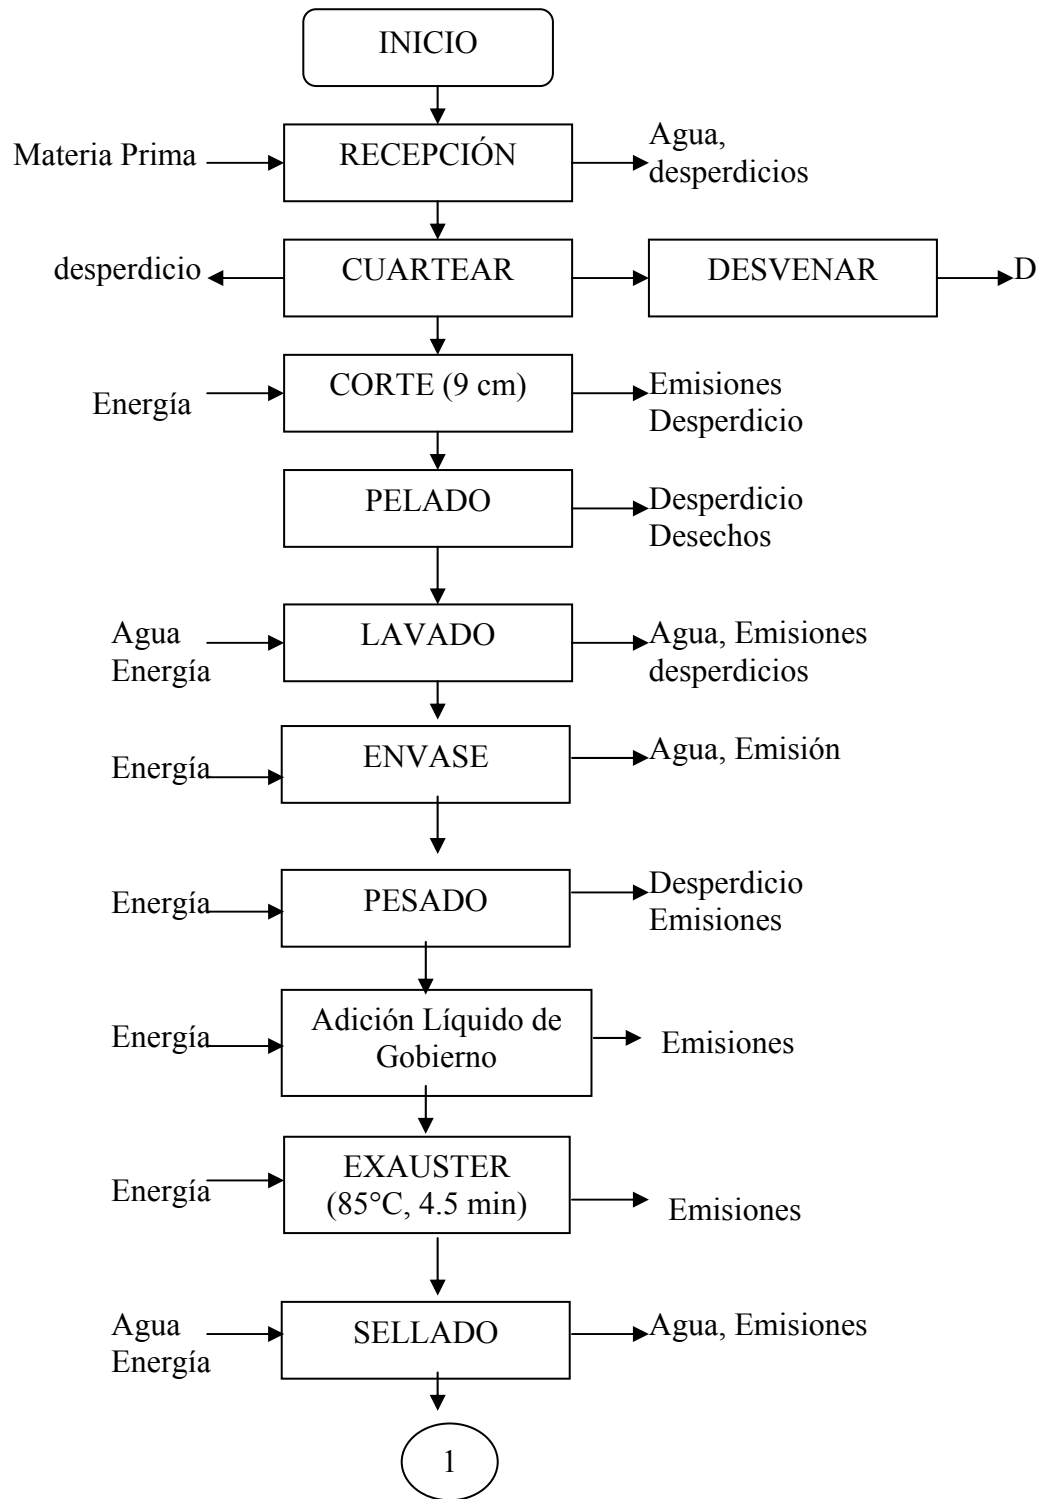 INICIO
Materia Prima
RECEPCIÓN
Agua,
desperdicios
desperdicio
CUARTEAR
DESVENAR
D
Energía
CORTE (9 cm)
Emisiones
Desperdicio
PELADO
Desperdicio
Desechos
Agua
Energía
LAVADO
Agua, Emisiones
desperdicios
Energía
ENVASE
Agua, Emisión
Energía
PESADO
Desperdicio
Emisiones
Energía
Adición Líquido de
Gobierno
Emisiones
Energía
EXAUSTER
(85°C, 4.5 min)
Emisiones
Agua
Energía
SELLADO
Agua, Emisiones
1